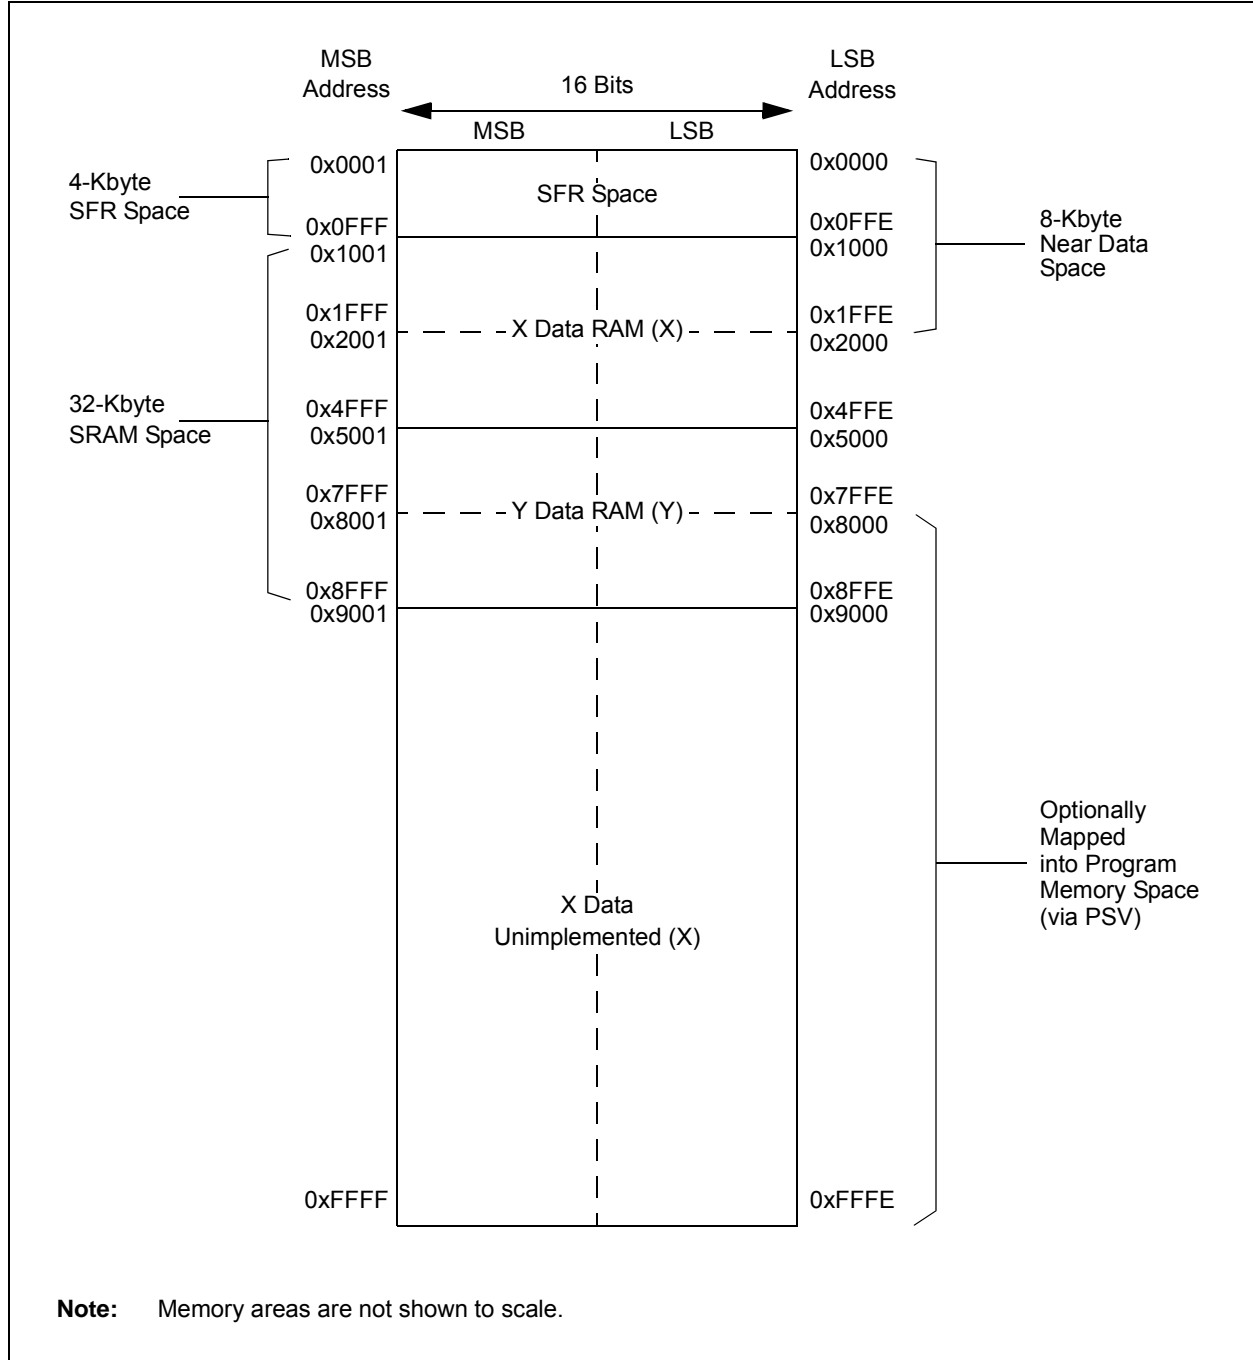 MSB
Address
LSB
Address
16 Bits
MSB
LSB
4-Kbyte
SFR Space
0x0001
0x0FFF
0x1001
SFR Space
0x0000
0x0FFE
0x1000
8-Kbyte
Near Data
Space
0x1FFF
0x2001
X Data RAM (X)
0x1FFE
0x2000
32-Kbyte
SRAM Space
0x4FFF
0x5001
0x4FFE
0x5000
0x7FFF
0x8001
Y Data RAM (Y)
0x7FFE
0x8000
0x8FFF
0x9001
0x8FFE
0x9000
X Data
Unimplemented (X)
Optionally
Mapped
into Program
Memory Space
(via PSV)
0xFFFF
0xFFFE
Note: Memory areas are not shown to scale.